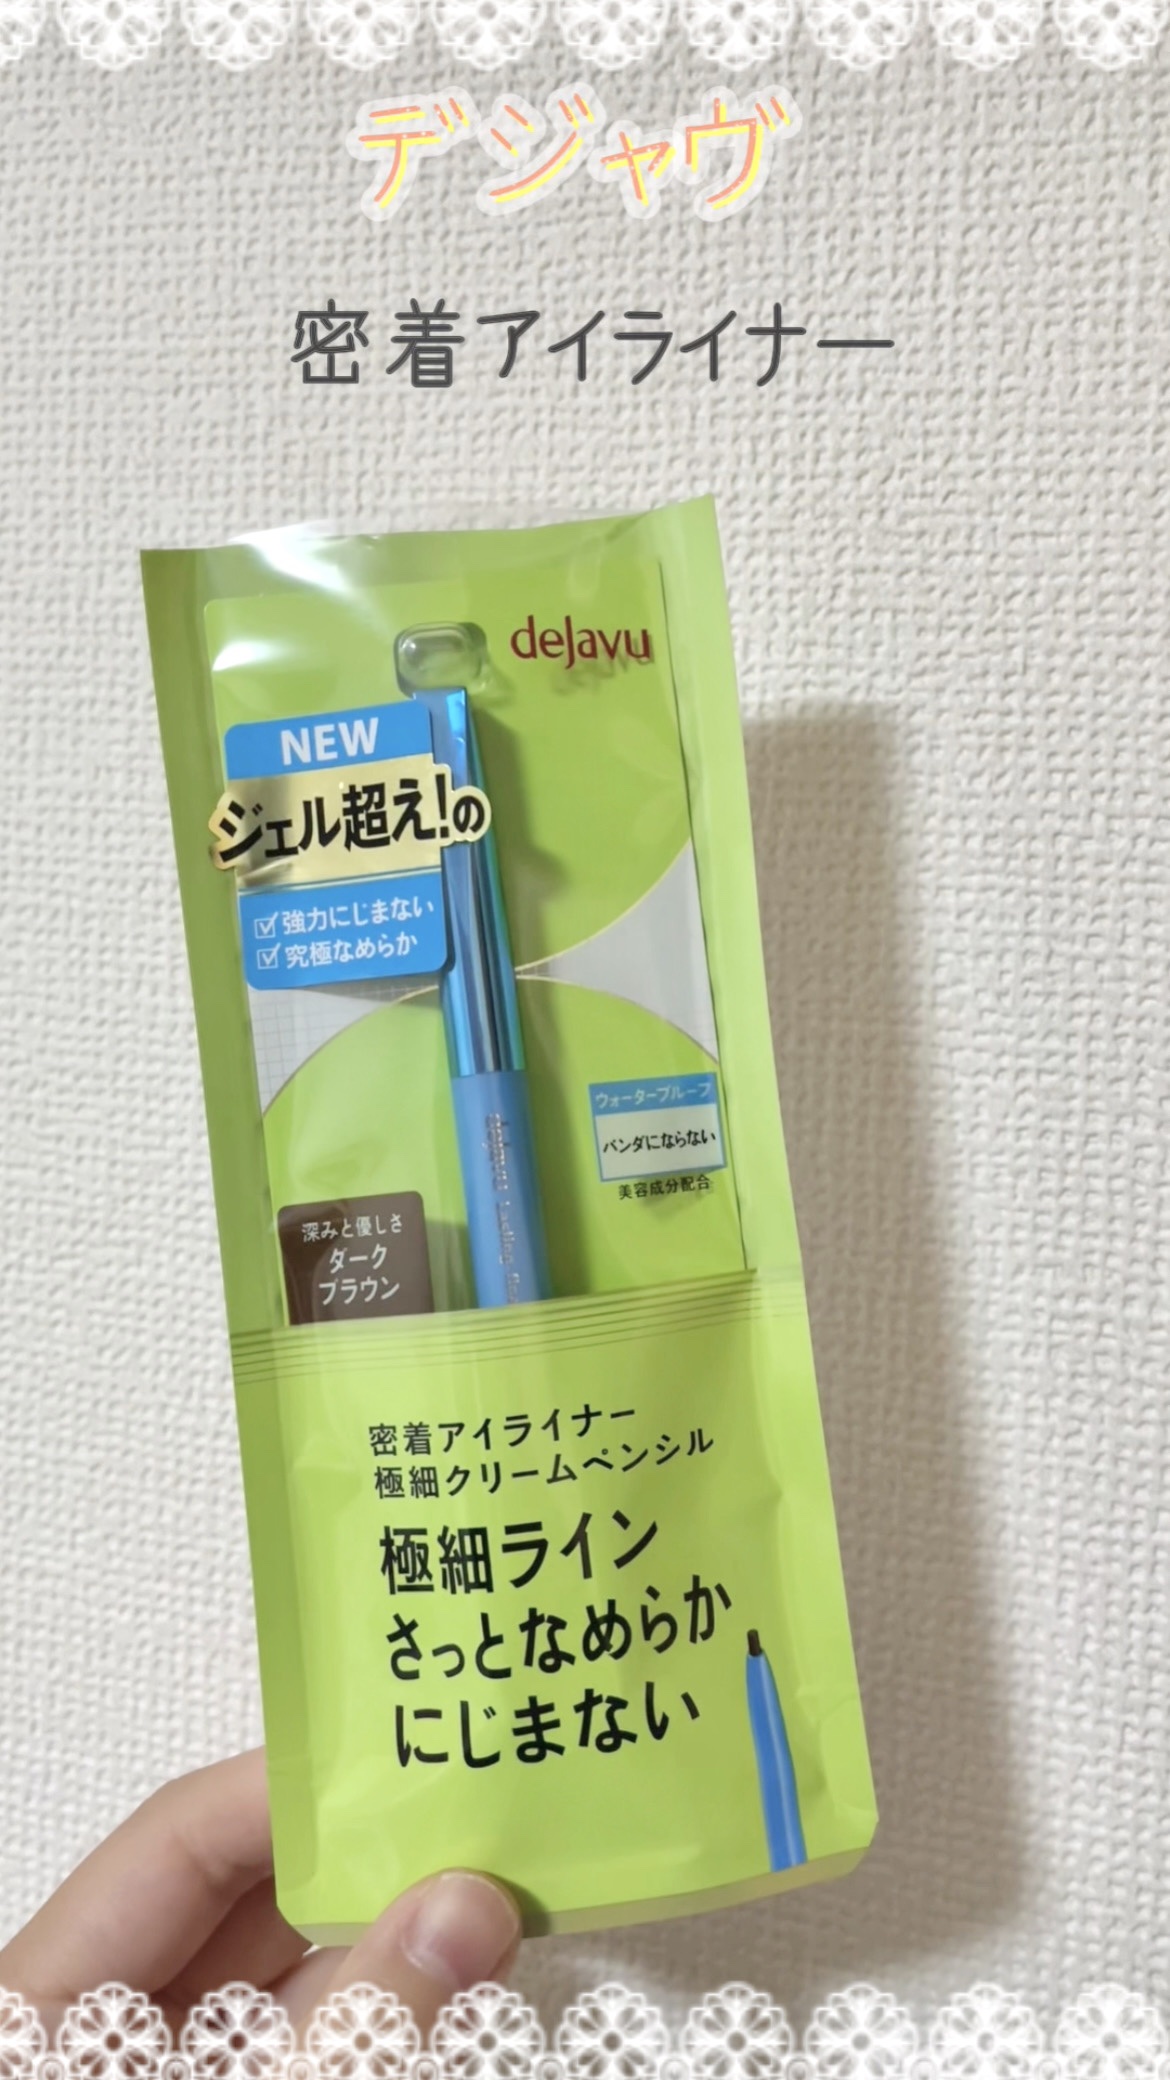 デジャヴ
密着アイライナー
dejavu
NEW
ジェル超え!の
強力にじまない
究極なめらか
ウォータープルーフ
パンダにならない
美容成分配合
深みと優しさ
ダーク
ブラウン
密着アイライナー
極細クリームペンシル
極細ライン
さっとなめらか
にじまない